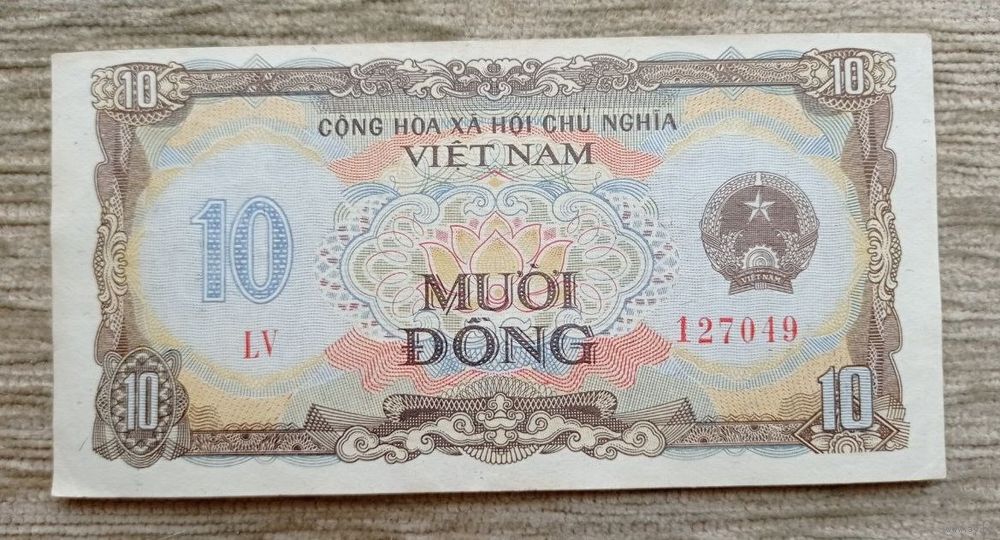 10 10
CỘNG HÒA XÃ HỘI CHỦ NGHĨA
VIỆT NAM
10
VIỆT NAM
MƯỜI
ĐỒNG
LV 127049
10 10